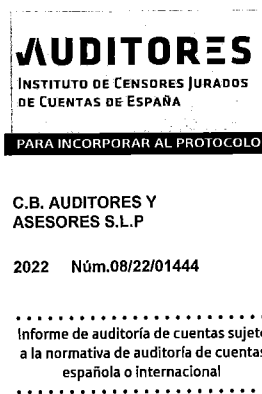 AUDITORES
INSTITUTO DE CENSORES JURADOS
DE CUENTAS DE ESPAÑA
PARA INCORPORAR AL PROTOCOLO
C.B. AUDITORES Y
ASESORES S.L.P
2022 Núm.08/22/01444
Informe de auditoría de cuentas sujeto
a la normativa de auditoría de cuentas
española o internacional